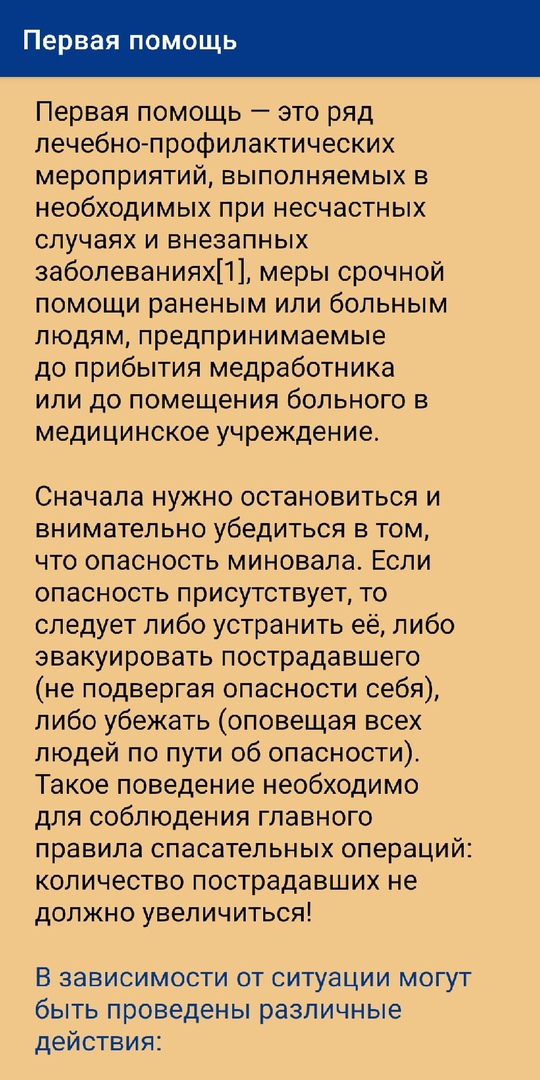 Первая помощь
Первая помощь — это ряд
лечебно-профилактических
мероприятий, выполняемых в
необходимых при несчастных
случаях и внезапных
заболеваниях[1], меры срочной
помощи раненым или больным
людям, предпринимаемые
до прибытия медработника
или до помещения больного в
медицинское учреждение.
Сначала нужно остановиться и
внимательно убедиться в том,
что опасность миновала. Если
опасность присутствует, то
следует либо устранить её, либо
эвакуировать пострадавшего
(не подвергая опасности себя),
либо убежать (оповещая всех
людей по пути об опасности).
Такое поведение необходимо
для соблюдения главного
правила спасательных операций:
количество пострадавших не
должно увеличиться!
В зависимости от ситуации могут
быть проведены различные
действия: